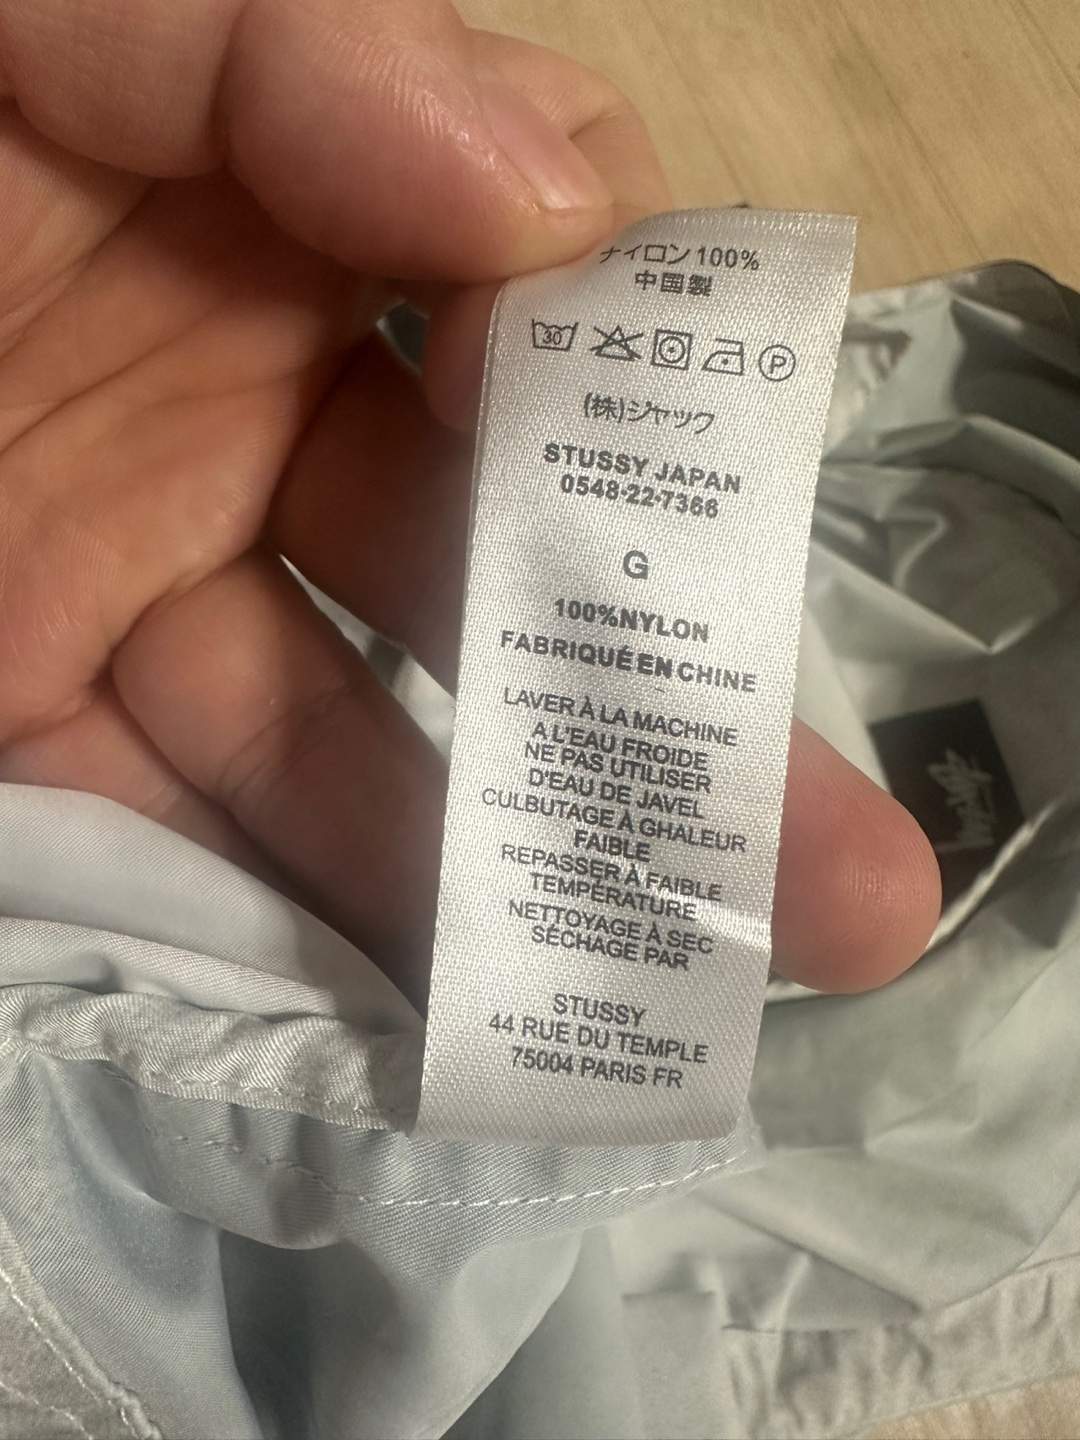 ナイロン100%
中国製
30
P
(株)ジャック
STUSSY JAPAN
0548-22-7366
G
100%NYLON
FABRIQUÉ EN CHINE
LAVER À LA MACHINE
A L'EAU FROIDE
NE PAS UTILISER
D'EAU DE JAVEL
CULBUTAGE À GHALEUR
FAIBLE
REPASSER À FAIBLE
TEMPÉRATURE
NETTOYAGE À SEC
SÉCHAGE PAR
STUSSY
44 RUE DU TEMPLE
75004 PARIS FR